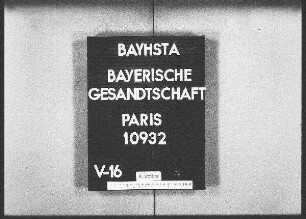 BAYHSTA
BAYERISCHE
GESANDTSCHAFT
PARIS
10932
V-16